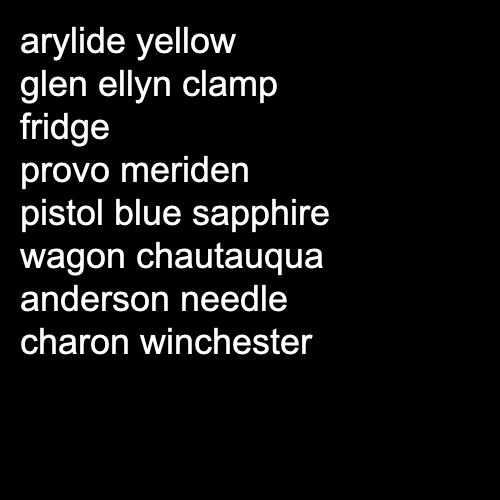 arylide yellow
glen ellyn clamp
fridge
provo meriden
pistol blue sapphire
wagon chautauqua
anderson needle
charon winchester